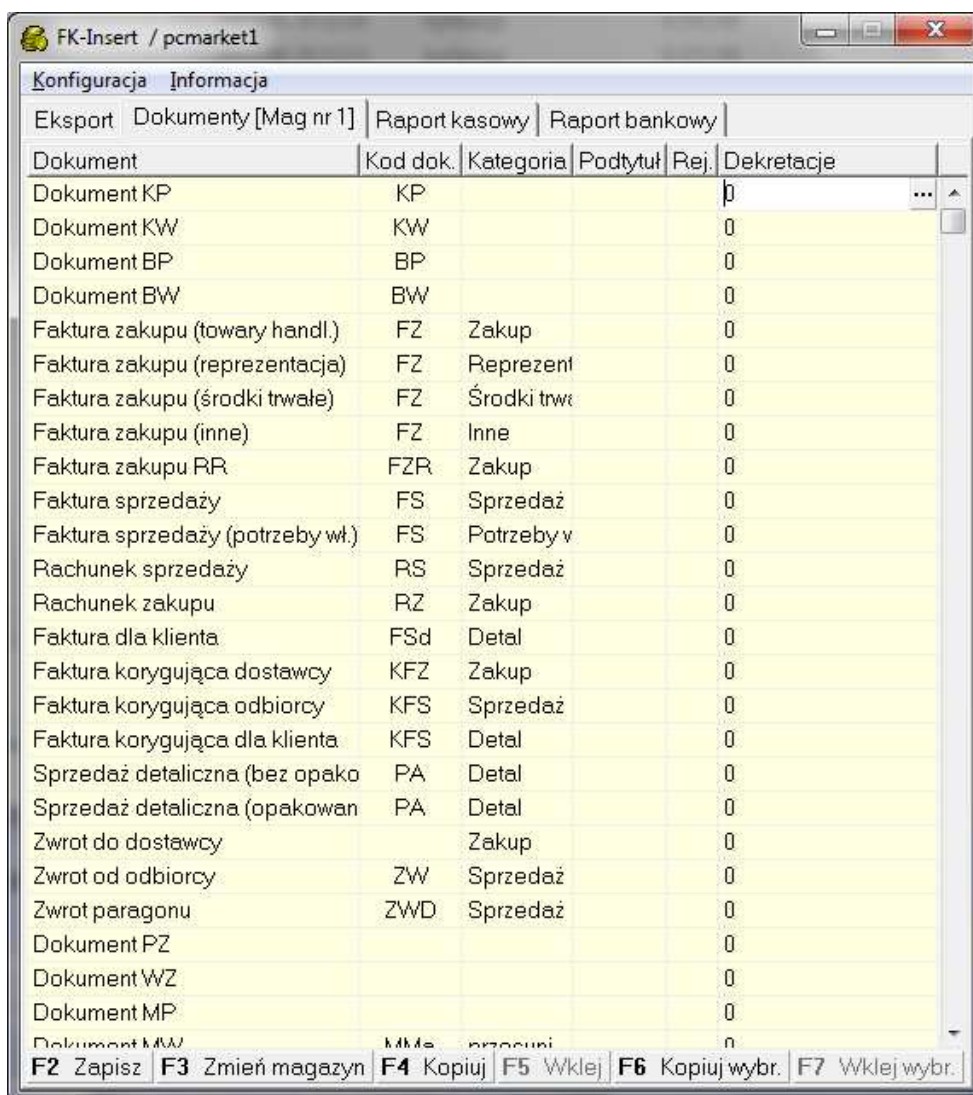 FK-Insert / pcmarket1
Konfiguracja Informacja
Eksport Dokumenty [Mag nr 1] Raport kasowy Raport bankowy
Dokument Kod dok. Kategoria Podtytuł Rej. Dekretacje
Dokument KP KP 0 ...
Dokument KW KW 0
Dokument BP BP 0
Dokument BW BW 0
Faktura zakupu (towary handl.) FZ Zakup 0
Faktura zakupu (reprezentacja) FZ Reprezent 0
Faktura zakupu (środki trwałe) FZ Środki trwa 0
Faktura zakupu (inne) FZ Inne 0
Faktura zakupu RR FZR Zakup 0
Faktura sprzedaży FS Sprzedaż 0
Faktura sprzedaży (potrzeby wł.) FS Potrzeby w 0
Rachunek sprzedaży RS Sprzedaż 0
Rachunek zakupu RZ Zakup 0
Faktura dla klienta FSd Detal 0
Faktura korygująca dostawcy KFZ Zakup 0
Faktura korygująca odbiorcy KFS Sprzedaż 0
Faktura korygująca dla klienta KFS Detal 0
Sprzedaż detaliczna (bez opako PA Detal 0
Sprzedaż detaliczna (opakowan PA Detal 0
Zwrot do dostawcy Zakup 0
Zwrot od odbiorcy ZW Sprzedaż 0
Zwrot paragonu ZWD Sprzedaż 0
Dokument PZ 0
Dokument WZ 0
Dokument MP 0
Dokument MW MMa przesuni 0
F2 Zapisz F3 Zmień magazyn F4 Kopiuj F5 Wklej F6 Kopiuj wybr. F7 Wklej wybr.